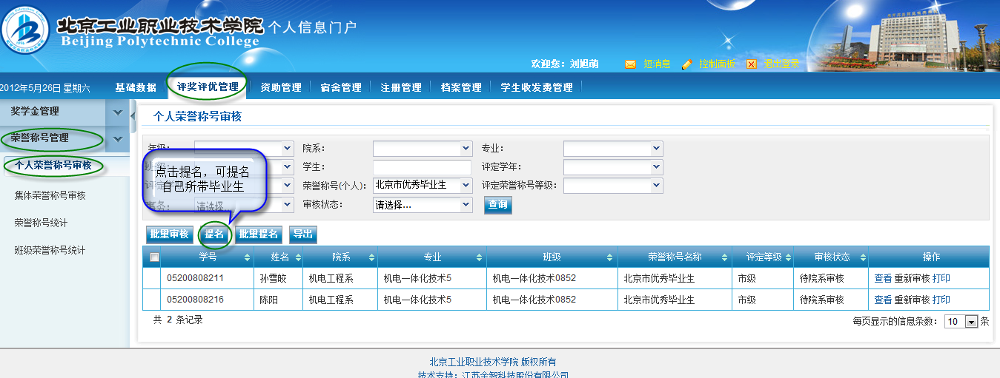 北京工业职业技术学院 个人信息门户
Beijing Polytechnic College
欢迎您：刘旭萌 短消息 控制面板 退出登录
2012年5月26日 星期六 基础数据 评奖评优管理 资助管理 宿舍管理 注册管理 档案管理 学生收发费管理
奖学金管理
荣誉称号管理
个人荣誉称号审核
集体荣誉称号审核
荣誉称号统计
班级荣誉称号统计
个人荣誉称号审核
年级： 院系： 专业：
班级： 学生： 评定学年：
荣誉称号(个人)： 北京市优秀毕业生 评定荣誉称号等级：
请选择... 审核状态： 请选择... 查询
点击提名，可提名
自己所带毕业生
批量审核 提名 批量提名 导出
学号 姓名 院系 专业 班级 荣誉称号名称 评定等级 审核状态 操作
05200808211 孙雪皎 机电工程系 机电一体化技术5 机电一体化技术0852 北京市优秀毕业生 市级 待院系审核 查看 重新审核 打印
05200808216 陈阳 机电工程系 机电一体化技术5 机电一体化技术0852 北京市优秀毕业生 市级 待院系审核 查看 重新审核 打印
共 2 条记录
每页显示的信息条数： 10 条
北京工业职业技术学院 版权所有
技术支持：江苏金智科技股份有限公司